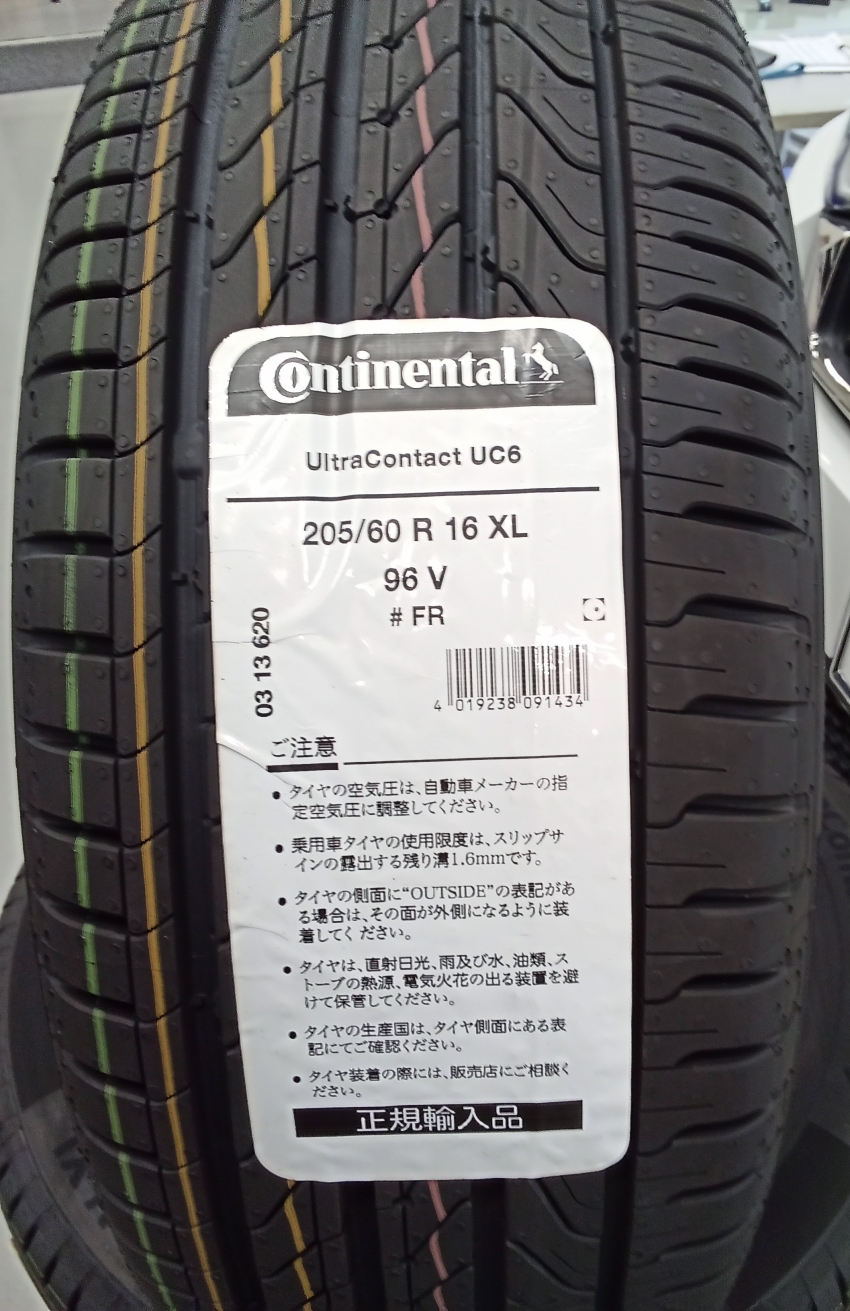 Continental
UltraContact UC6
205/60 R 16 XL
96 V
# FR
03 13 620
4 019238 091434
ご注意
● タイヤの空気圧は、自動車メーカーの指
定空気圧に調整してください。
● 乗用車タイヤの使用限度は、スリップサ
インの露出する残り溝1.6mmです。
● タイヤの側面に“OUTSIDE”の表記があ
る場合は、その面が外側になるように装
着してください。
● タイヤは、直射日光、雨及び水、油類、ス
トーブの熱源、電気火花の出る装置を避
けて保管してください。
● タイヤの生産国は、タイヤ側面にある表
記にてご確認ください。
● タイヤ装着の際には、販売店にご相談く
ださい。
正規輸入品